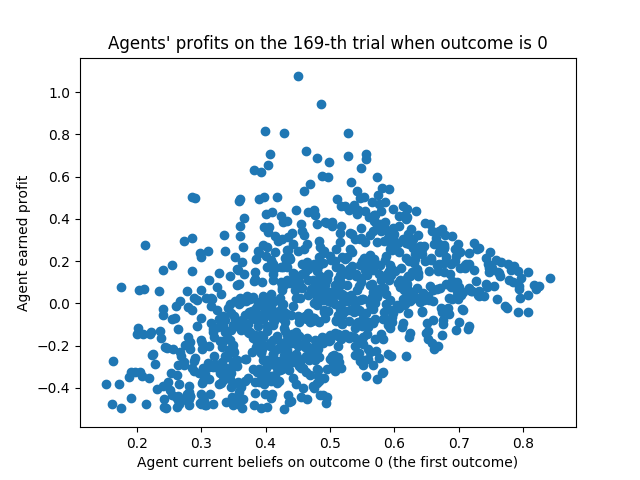 Agents' profits on the 169-th trial when outcome is 0
1.0
0.8
0.6
0.4
0.2
0.0
−0.2
−0.4
Agent earned profit
0.2 0.3 0.4 0.5 0.6 0.7 0.8
Agent current beliefs on outcome 0 (the first outcome)